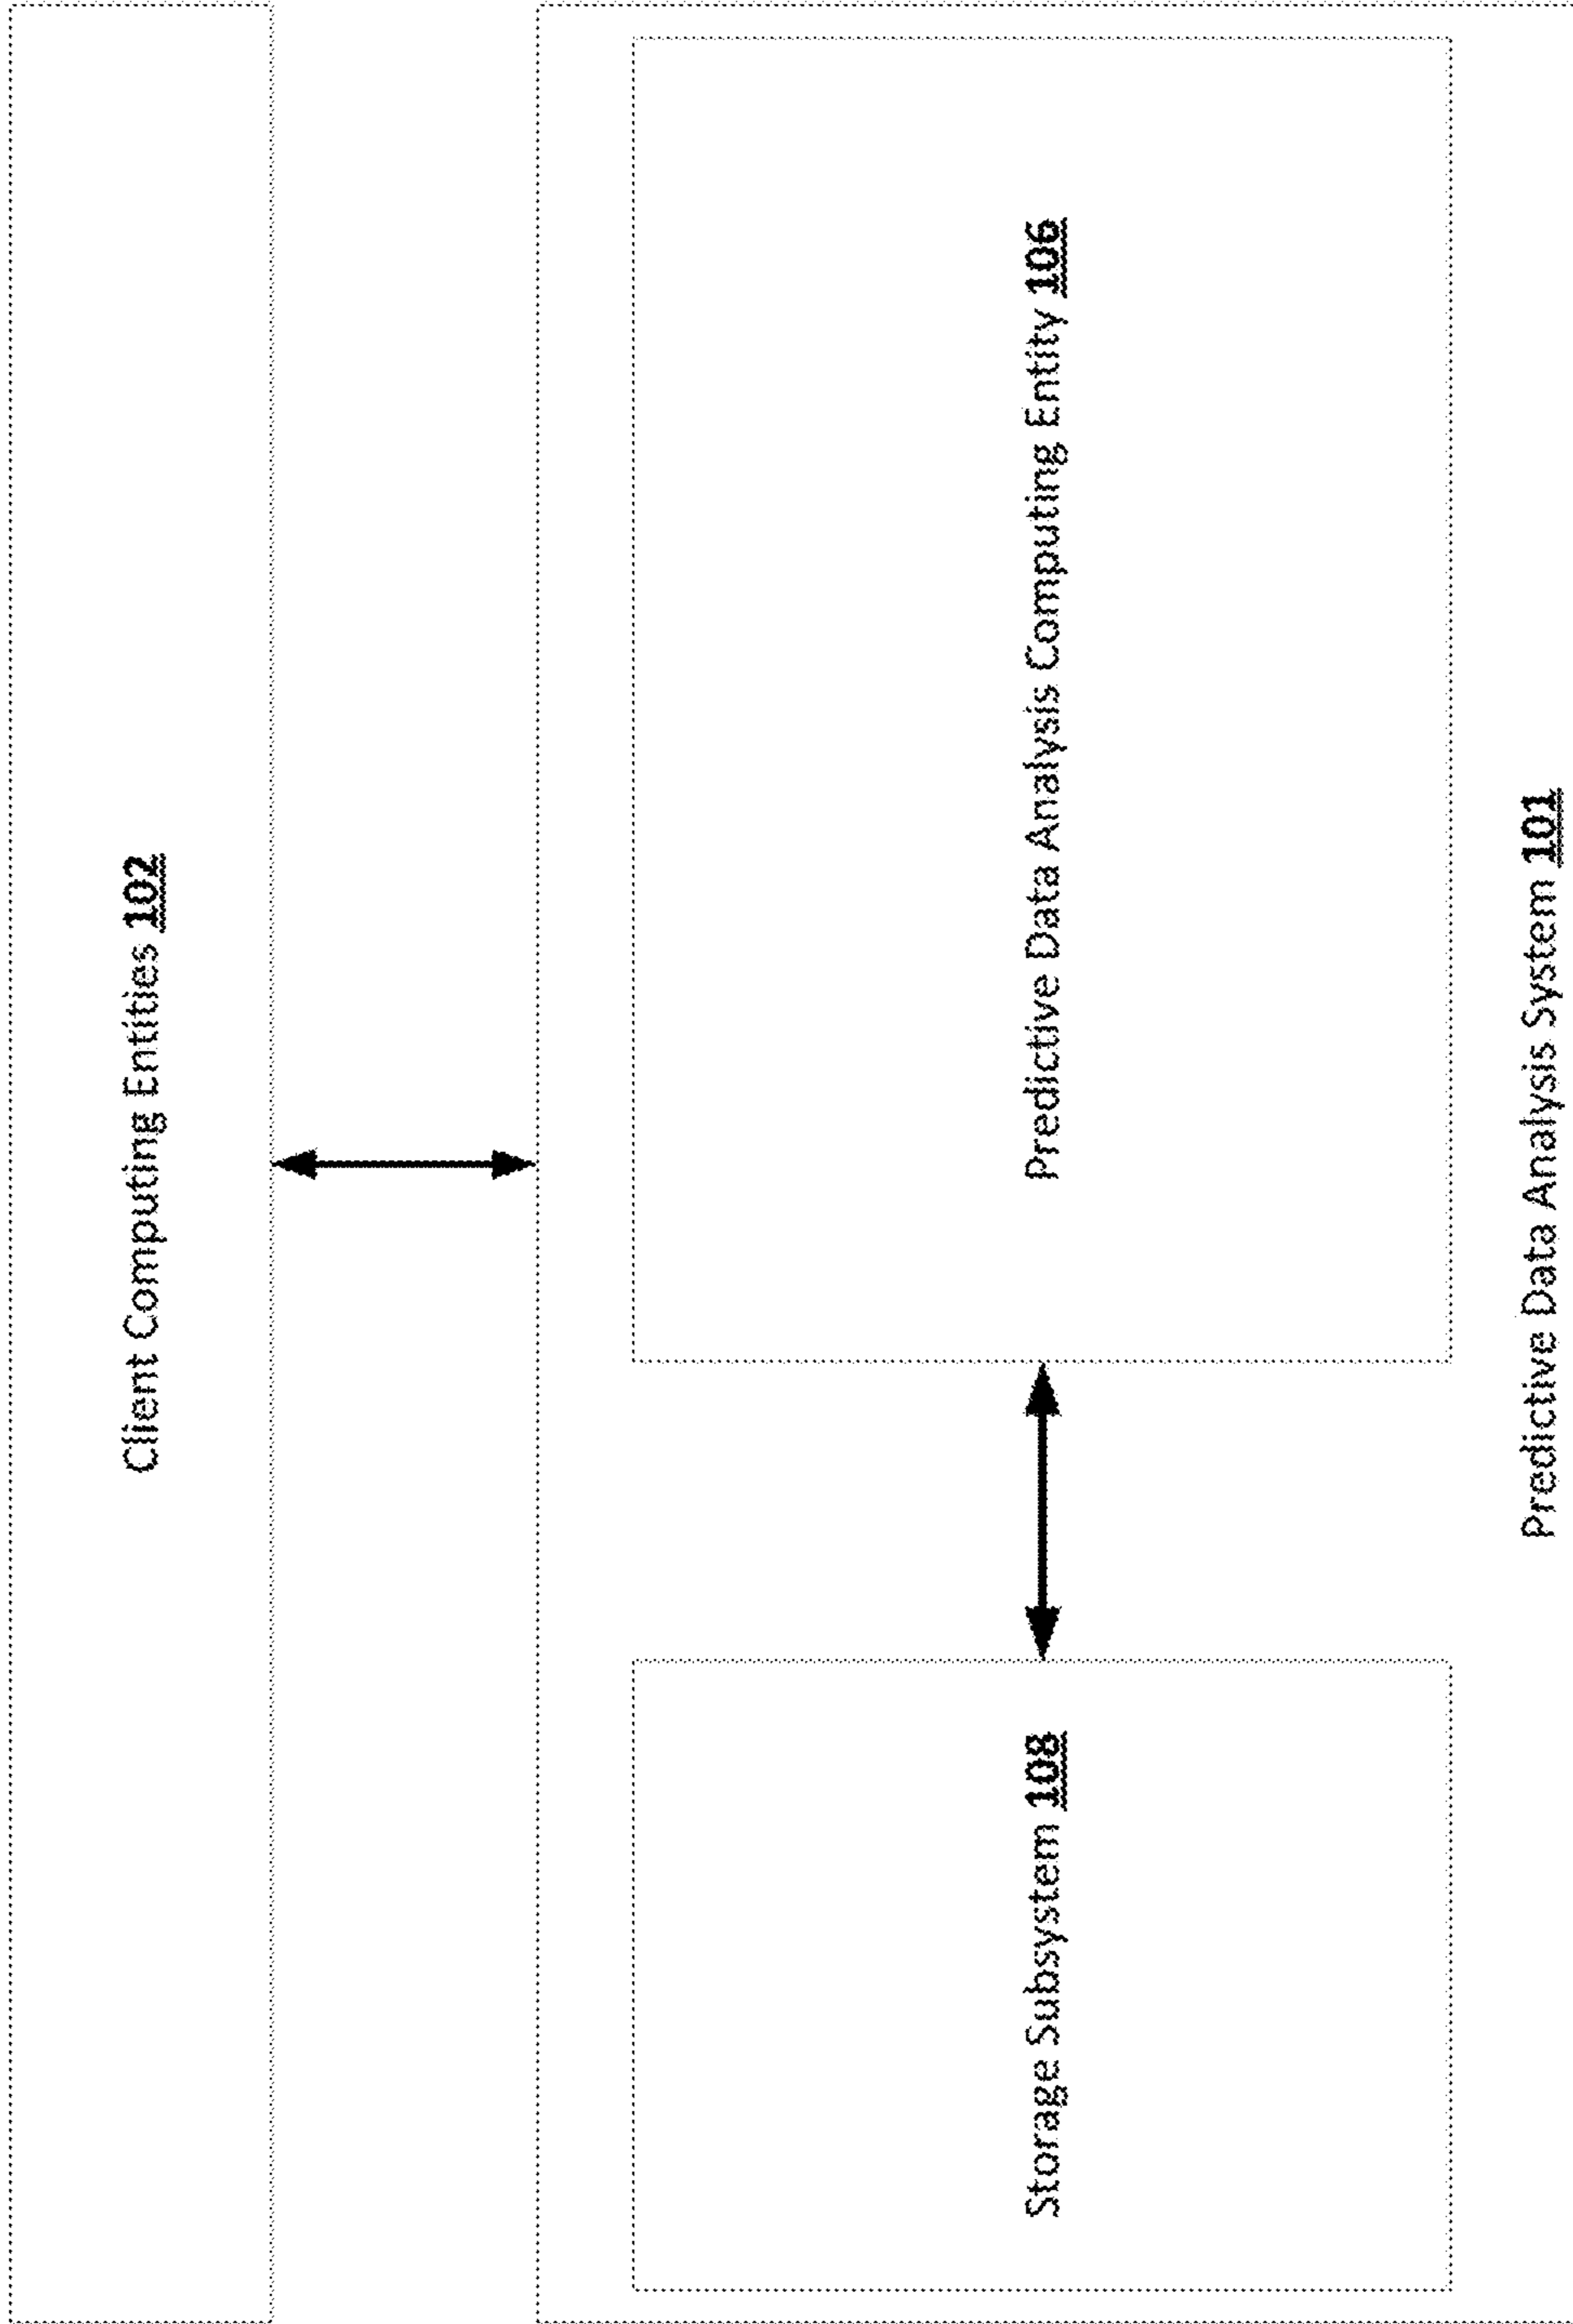 Client Computing Entities 102
Storage Subsystem 108
Predictive Data Analysis Computing Entity 106
Predictive Data Analysis System 101